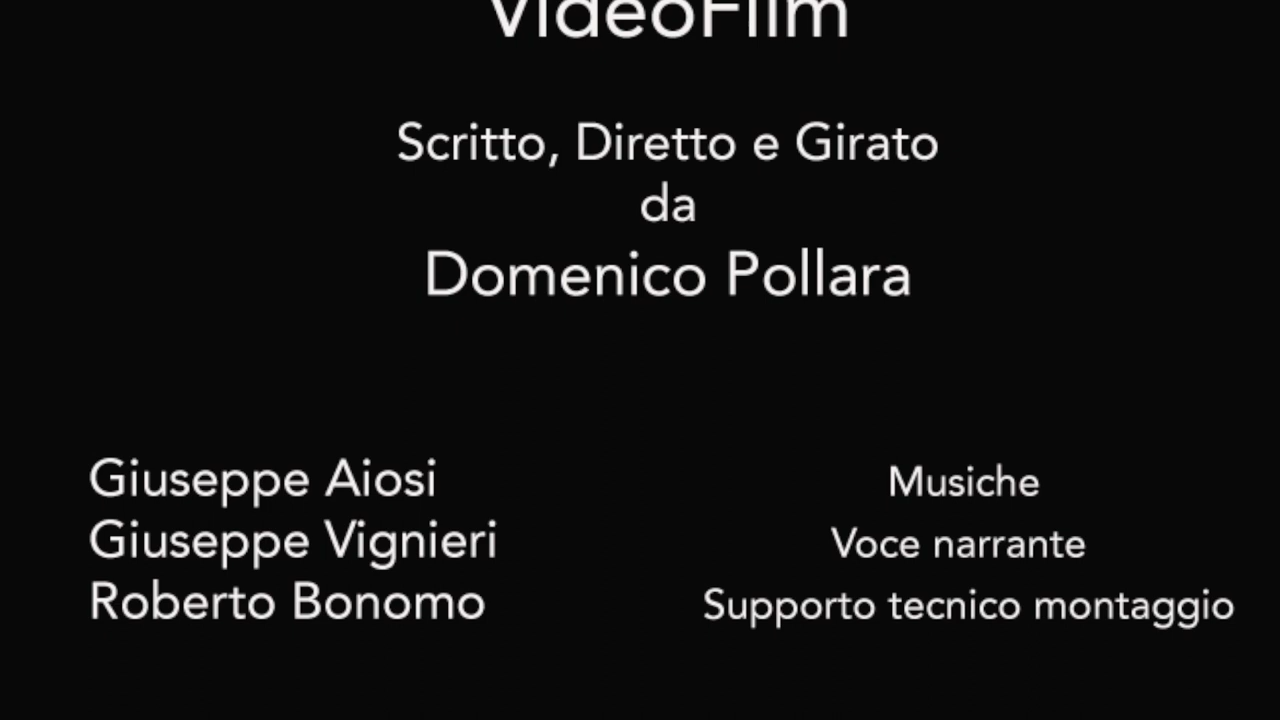 VideoFilm
Scritto, Diretto e Girato
da
Domenico Pollara
Giuseppe Aiosi Musiche
Giuseppe Vignieri Voce narrante
Roberto Bonomo Supporto tecnico montaggio